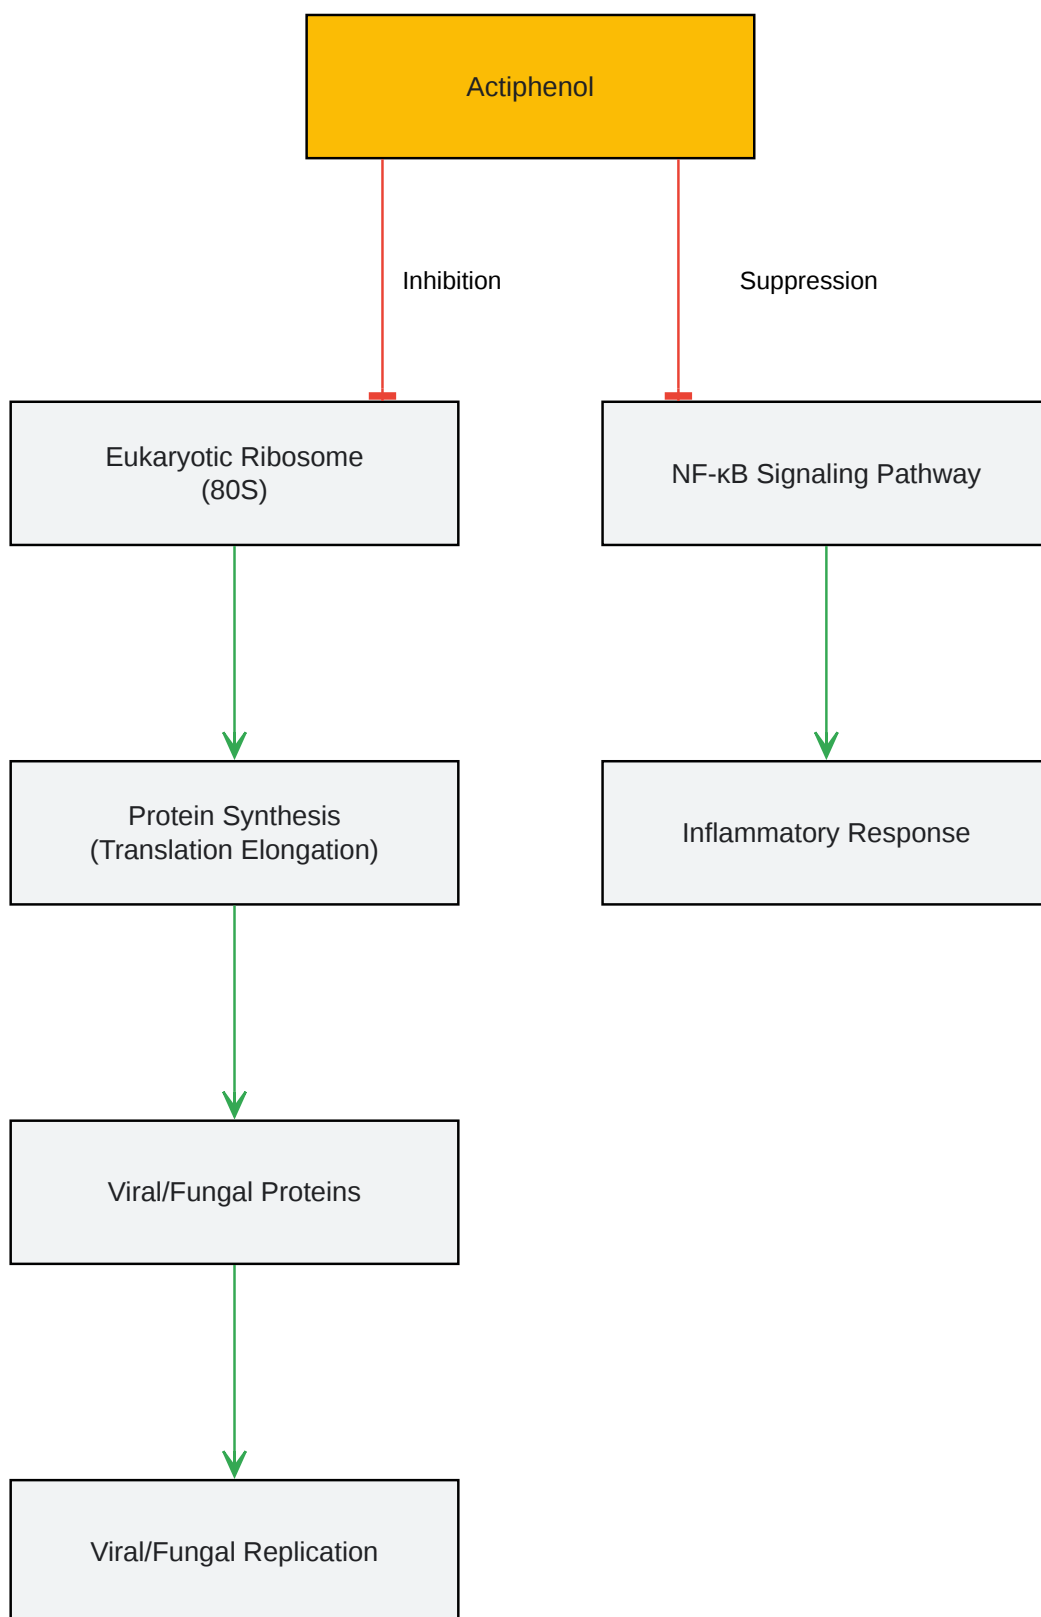 Actiphenol
Inhibition
Suppression
Eukaryotic Ribosome
(80S)
NF-κB Signaling Pathway
Protein Synthesis
(Translation Elongation)
Inflammatory Response
Viral/Fungal Proteins
Viral/Fungal Replication